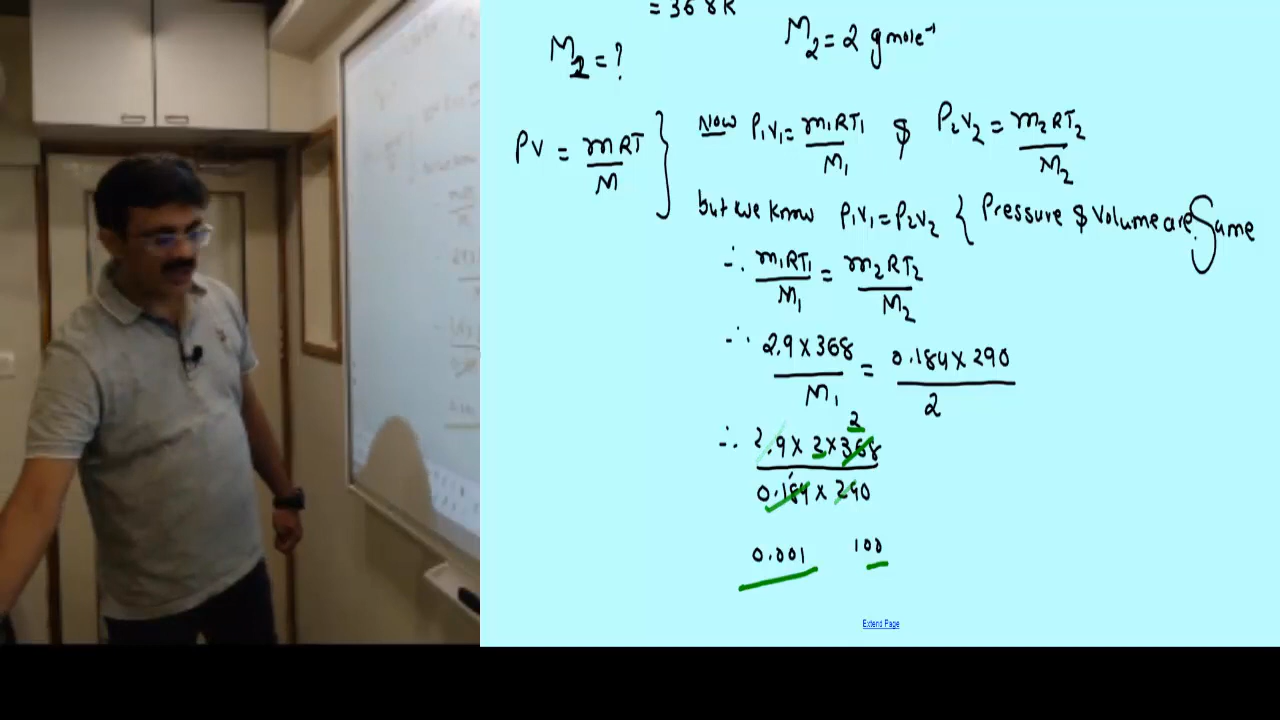 = 368K
M₂ = ?
M₂ = 2 g mole⁻¹
PV = mRT/M } Now P₁V₁ = m₁RT₁/M₁ $ P₂V₂ = m₂RT₂/M₂
but we know P₁V₁ = P₂V₂ { Pressure $ Volume are Same
∴ m₁RT₁/M₁ = m₂RT₂/M₂
∴ 2.9 × 368/M₁ = 0.184 × 290/2
2
∴ 2.9 × 2 × 368/0.184 × 290
0.001 100
Extend Page